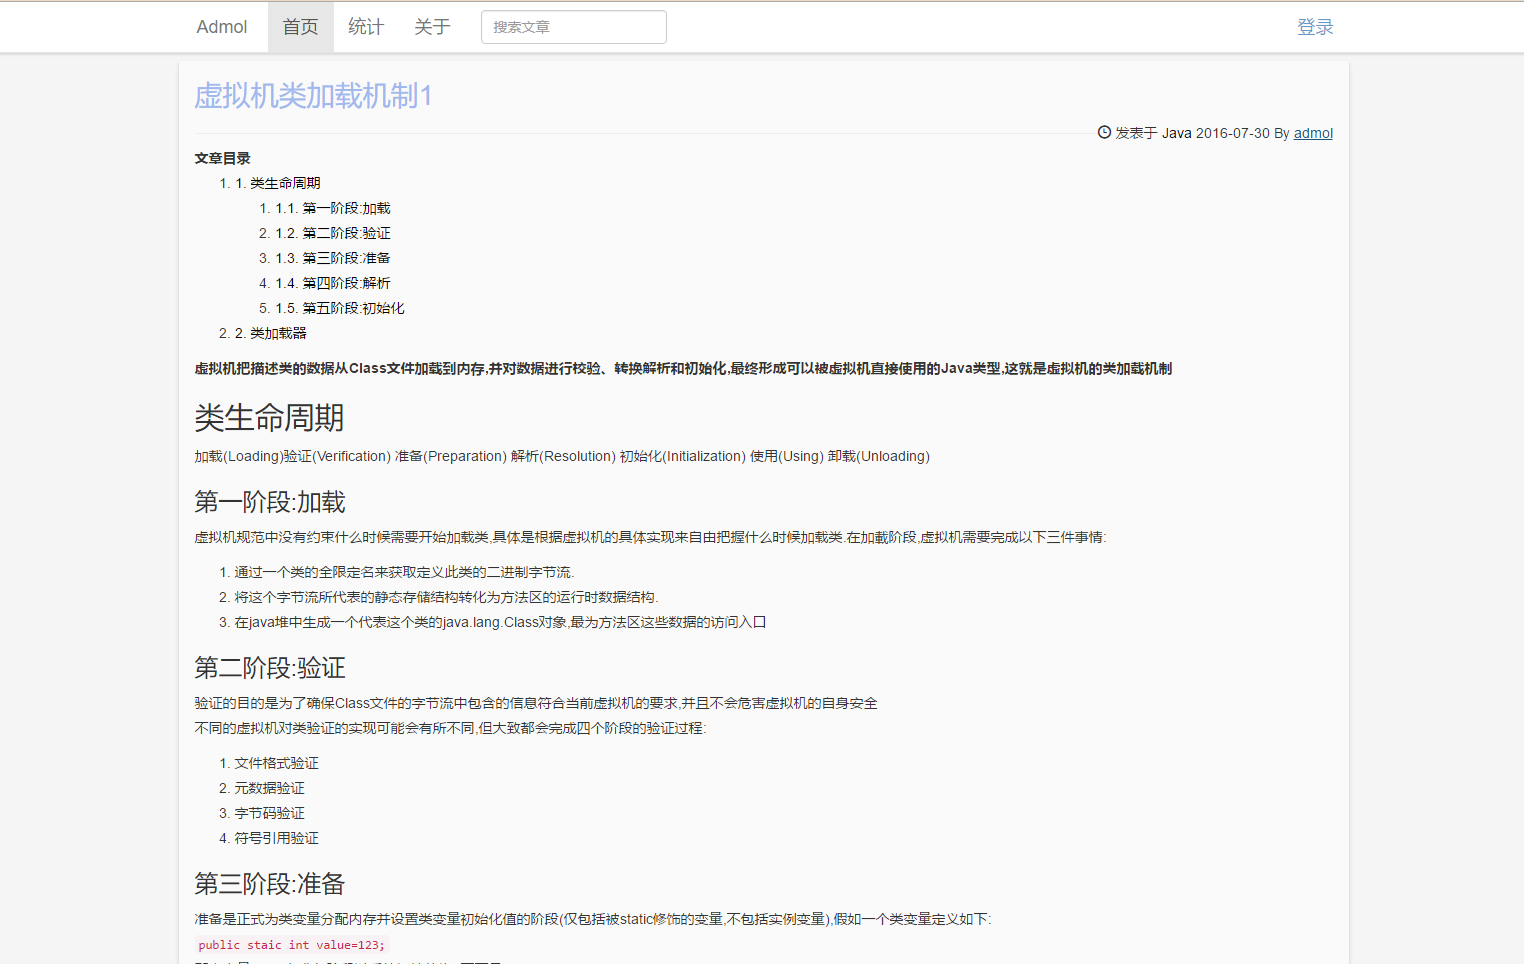 Admol 首页 统计 关于 搜索文章 登录
虚拟机类加载机制1
发表于 Java 2016-07-30 By admol
文章目录
1. 1. 类生命周期
1. 1.1. 第一阶段:加载
2. 1.2. 第二阶段:验证
3. 1.3. 第三阶段:准备
4. 1.4. 第四阶段:解析
5. 1.5. 第五阶段:初始化
2. 2. 类加载器
虚拟机把描述类的数据从Class文件加载到内存,并对数据进行校验、转换解析和初始化,最终形成可以被虚拟机直接使用的Java类型,这就是虚拟机的类加载机制
类生命周期
加载(Loading)验证(Verification) 准备(Preparation) 解析(Resolution) 初始化(Initialization) 使用(Using) 卸载(Unloading)
第一阶段:加载
虚拟机规范中没有约束什么时候需要开始加载类,具体是根据虚拟机的具体实现来自由把握什么时候加载类.在加载阶段,虚拟机需要完成以下三件事情:
1. 通过一个类的全限定名来获取定义此类的二进制字节流.
2. 将这个字节流所代表的静态存储结构转化为方法区的运行时数据结构.
3. 在java堆中生成一个代表这个类的java.lang.Class对象,最为方法区这些数据的访问入口
第二阶段:验证
验证的目的是为了确保Class文件的字节流中包含的信息符合当前虚拟机的要求,并且不会危害虚拟机的自身安全
不同的虚拟机对类验证的实现可能会有所不同,但大致都会完成四个阶段的验证过程:
1. 文件格式验证
2. 元数据验证
3. 字节码验证
4. 符号引用验证
第三阶段:准备
准备是正式为类变量分配内存并设置类变量初始化值的阶段(仅包括被static修饰的变量,不包括实例变量),假如一个类变量定义如下:
public staic int value=123;